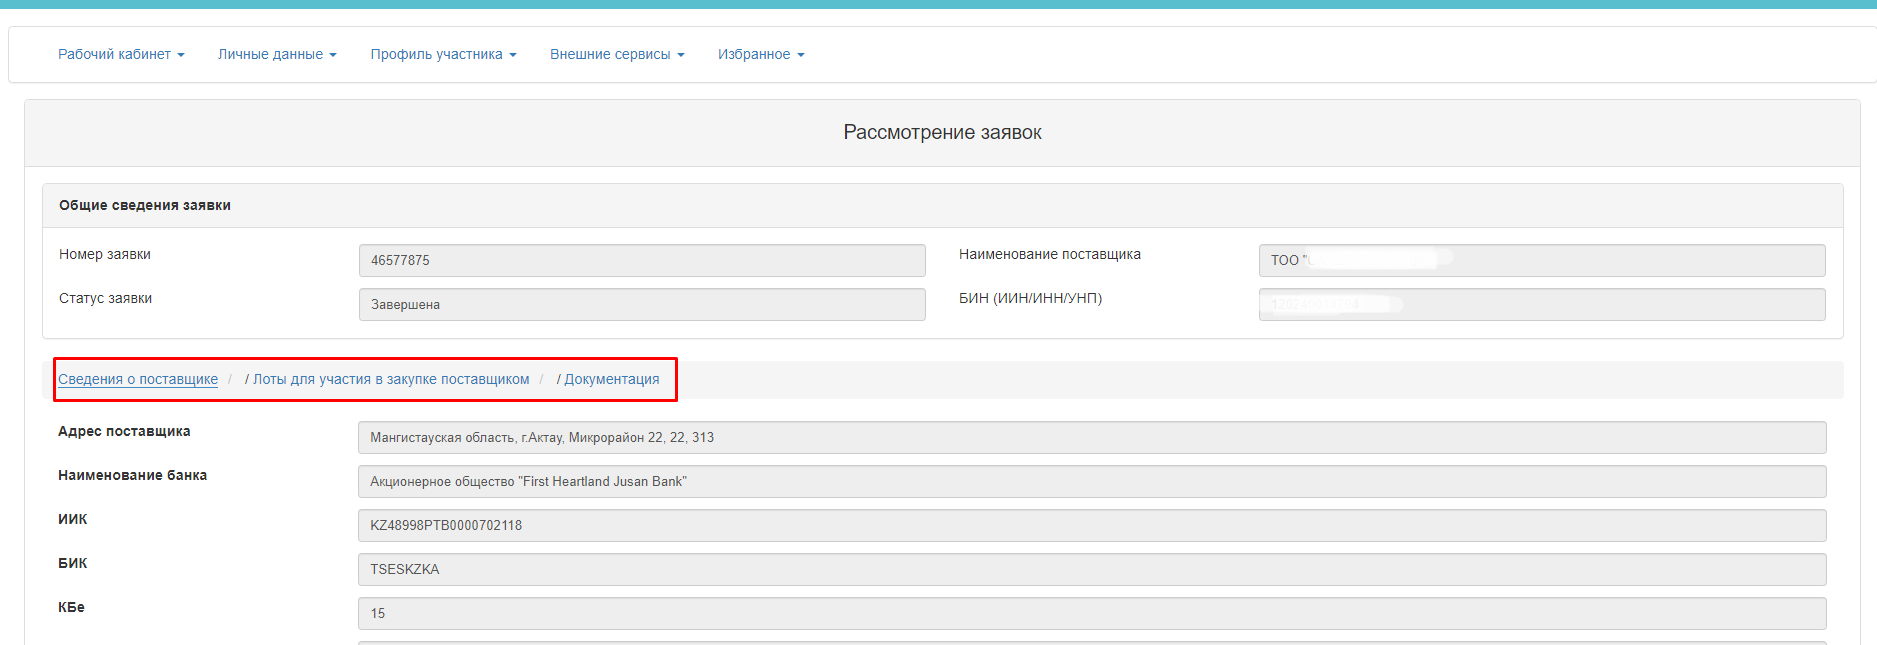 Рабочий кабинет Личные данные Профиль участника Внешние сервисы Избранное
Рассмотрение заявок
Общие сведения заявки
Номер заявки 46577875 Наименование поставщика ТОО "
Статус заявки Завершена БИН (ИИН/ИНН/УНП)
Сведения о поставщике / / Лоты для участия в закупке поставщиком / / Документация
Адрес поставщика Мангистауская область, г.Актау, Микрорайон 22, 22, 313
Наименование банка Акционерное общество "First Heartland Jusan Bank"
ИИК KZ48998PTB0000702118
БИК TSESKZKA
КБе 15